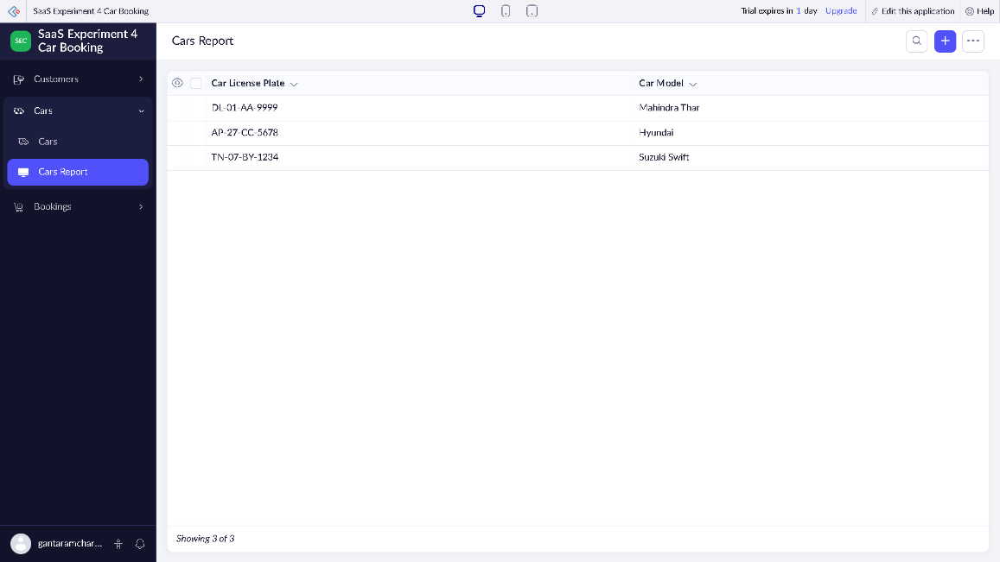 SaaS Experiment 4 Car Booking
Trial expires in 1 day Upgrade
Edit this application
Help
SEC
SaaS Experiment 4
Car Booking
Cars Report
Customers
Cars
Cars
Cars Report
Bookings
Car License Plate
Car Model
DL-01-AA-9999
Mahindra Thar
AP-27-CC-5678
Hyundai
TN-07-BY-1234
Suzuki Swift
Showing 3 of 3
gantaramchar...